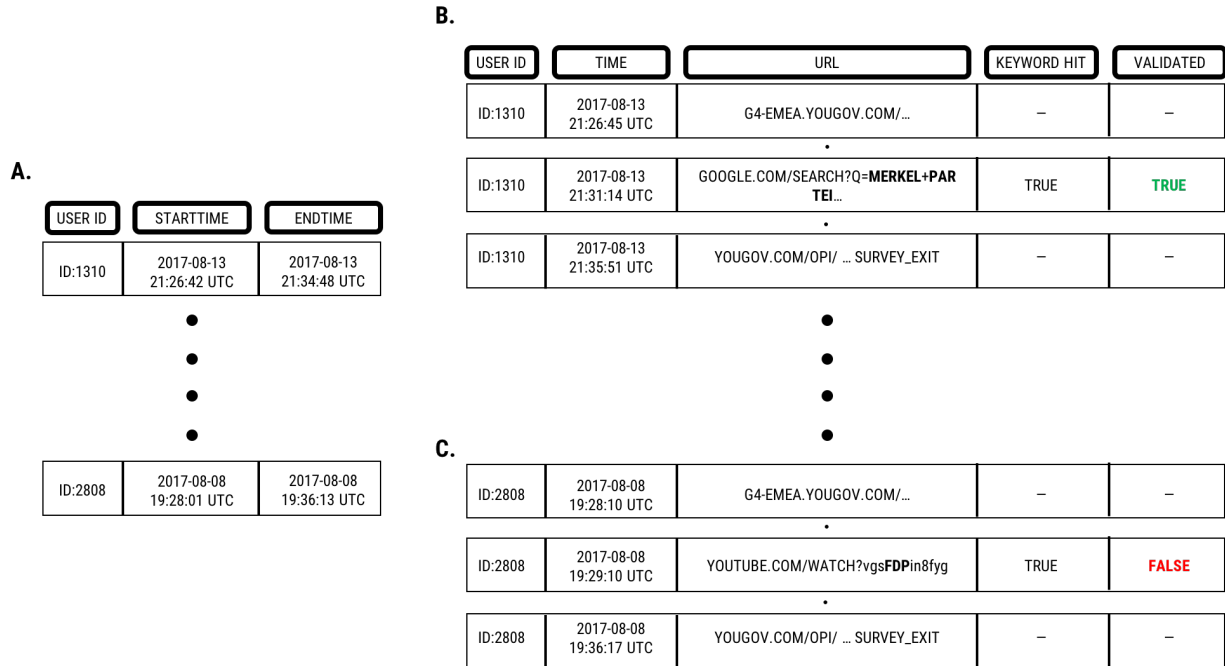 A.
USER ID STARTTIME ENDTIME
ID:1310 2017-08-13 21:26:42 UTC 2017-08-13 21:34:48 UTC
ID:2808 2017-08-08 19:28:01 UTC 2017-08-08 19:36:13 UTC
B.
USER ID TIME URL KEYWORD HIT VALIDATED
ID:1310 2017-08-13 21:26:45 UTC G4-EMEA.YOUGOV.COM/... – –
ID:1310 2017-08-13 21:31:14 UTC GOOGLE.COM/SEARCH?Q=MERKEL+PAR
TEI... TRUE TRUE
ID:1310 2017-08-13 21:35:51 UTC YOUGOV.COM/OPI/ ... SURVEY_EXIT – –
C.
ID:2808 2017-08-08 19:28:10 UTC G4-EMEA.YOUGOV.COM/... – –
ID:2808 2017-08-08 19:29:10 UTC YOUTUBE.COM/WATCH?vgsFDPin8fyg TRUE FALSE
ID:2808 2017-08-08 19:36:17 UTC YOUGOV.COM/OPI/ ... SURVEY_EXIT – –